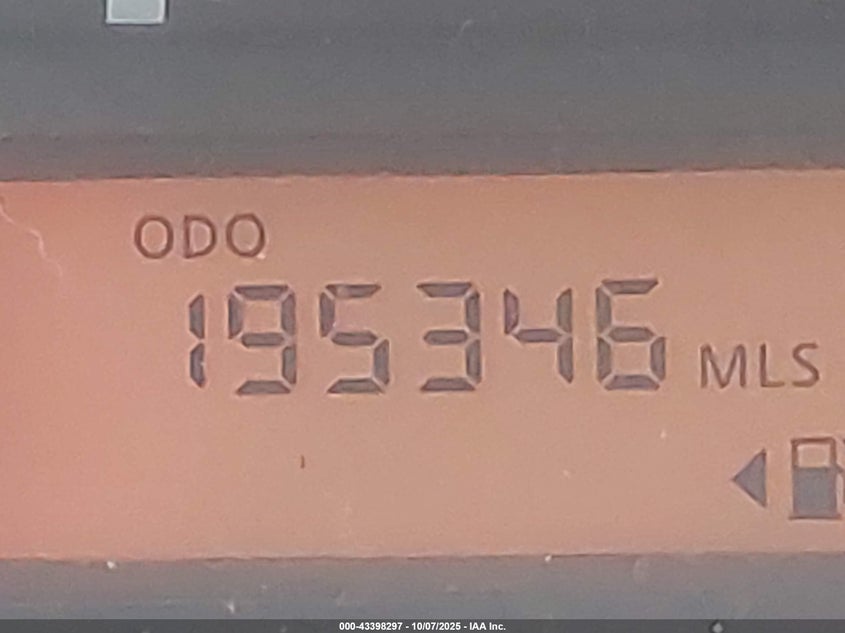 ODO
195346 MLS
000-43398297 - 10/07/2025 - IAA Inc.